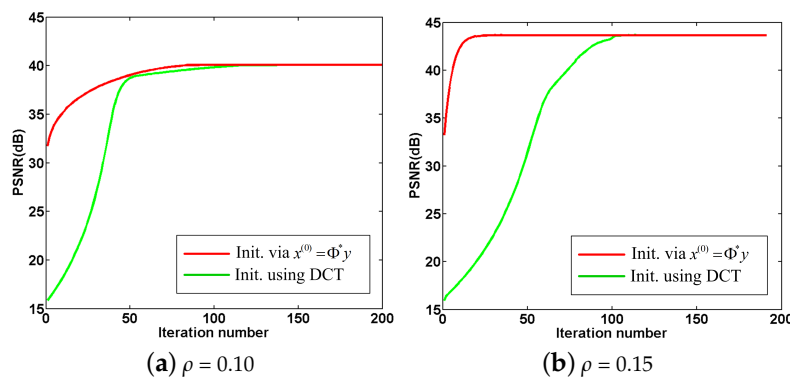 45
40
35
30
25
20
15
PSNR(dB)
0
50
100
150
200
Iteration number
Init. via x^(0) =Φ*y
Init. using DCT
(a) ρ = 0.10
45
40
35
30
25
20
15
PSNR(dB)
0
50
100
150
200
Iteration number
Init. via x^(0) =Φ*y
Init. using DCT
(b) ρ = 0.15